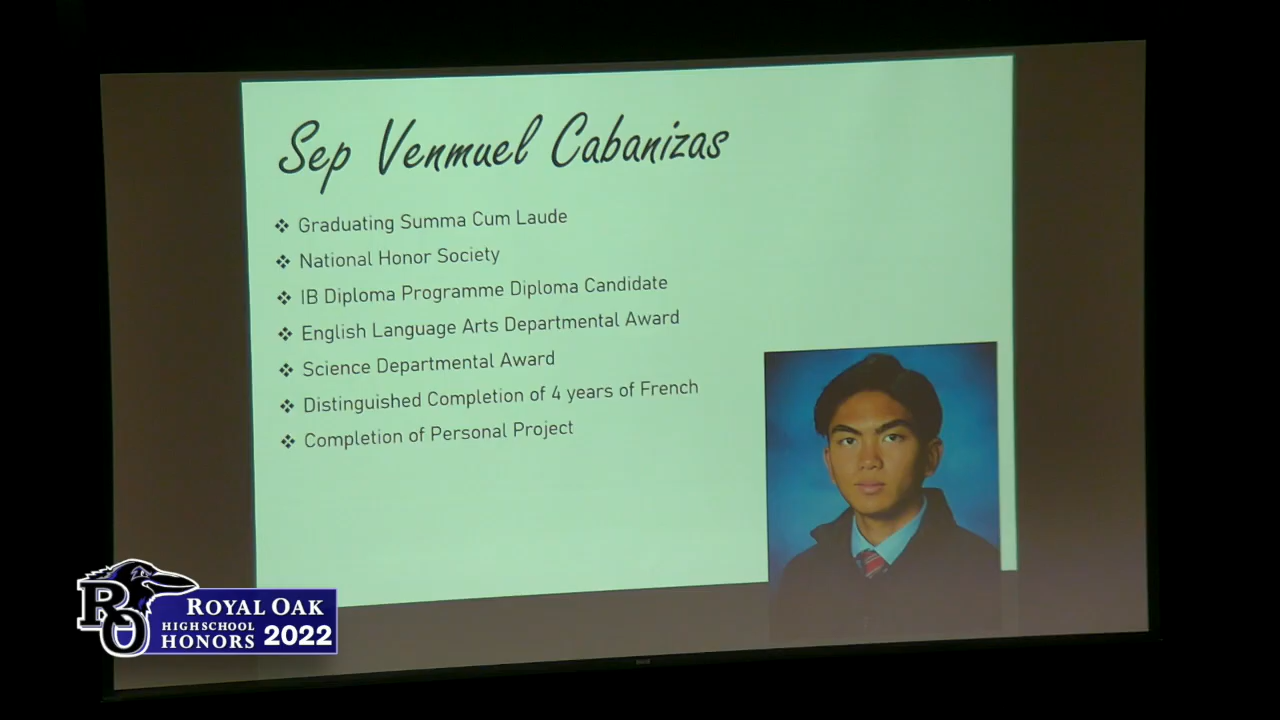 Sep Venmuel Cabanizas
❖ Graduating Summa Cum Laude
❖ National Honor Society
❖ IB Diploma Programme Diploma Candidate
❖ English Language Arts Departmental Award
❖ Science Departmental Award
❖ Distinguished Completion of 4 years of French
❖ Completion of Personal Project
RO
ROYAL OAK
HIGH SCHOOL
HONORS 2022